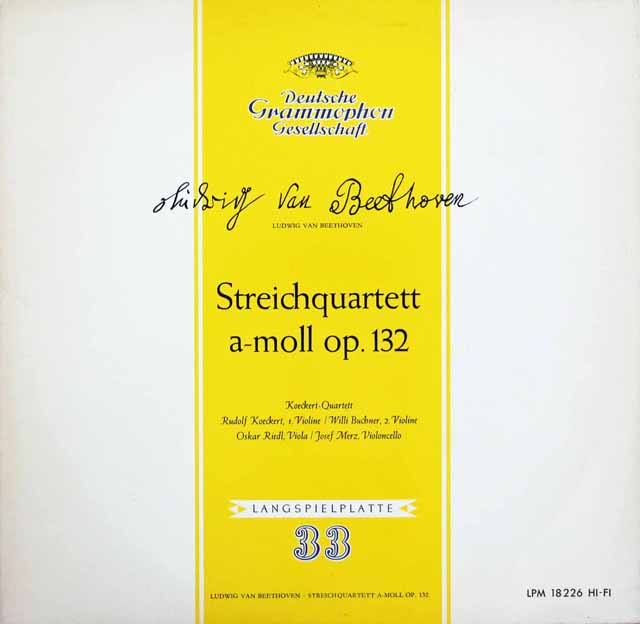 Deutsche
Grammophon
Gesellschaft
Ludwig van Beethoven
LUDWIG VAN BEETHOVEN
Streichquartett
a-moll op. 132
Koeckert-Quartett
Rudolf Koeckert, 1. Violine / Willi Buchner, 2. Violine
Oskar Riedl, Viola / Josef Merz, Violoncello
LANGSPIELPLATTE
33
LUDWIG VAN BEETHOVEN · STREICHQUARTETT A-MOLL OP. 132
LPM 18226 HI-FI